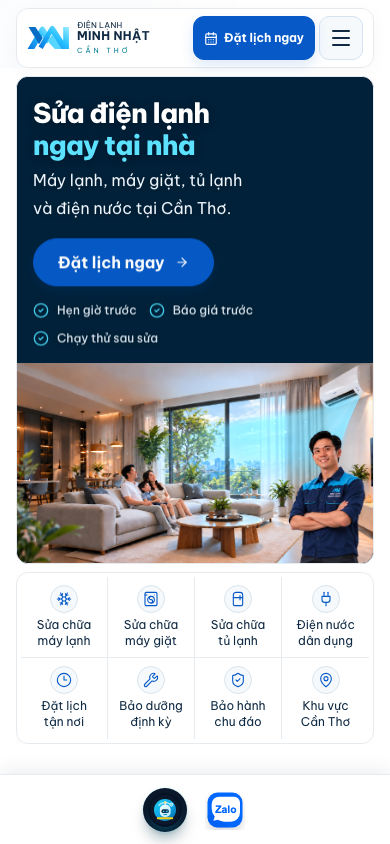 ĐIỆN LẠNH
MINH NHẬT
CẦN THƠ
Đặt lịch ngay
Sửa điện lạnh
ngay tại nhà
Máy lạnh, máy giặt, tủ lạnh
và điện nước tại Cần Thơ.
Đặt lịch ngay
Hẹn giờ trước
Báo giá trước
Chạy thử sau sửa
Sửa chữa
máy lạnh
Sửa chữa
máy giặt
Sửa chữa
tủ lạnh
Điện nước
dân dụng
Đặt lịch
tận nơi
Bảo dưỡng
định kỳ
Bảo hành
chu đáo
Khu vực
Cần Thơ
Zalo